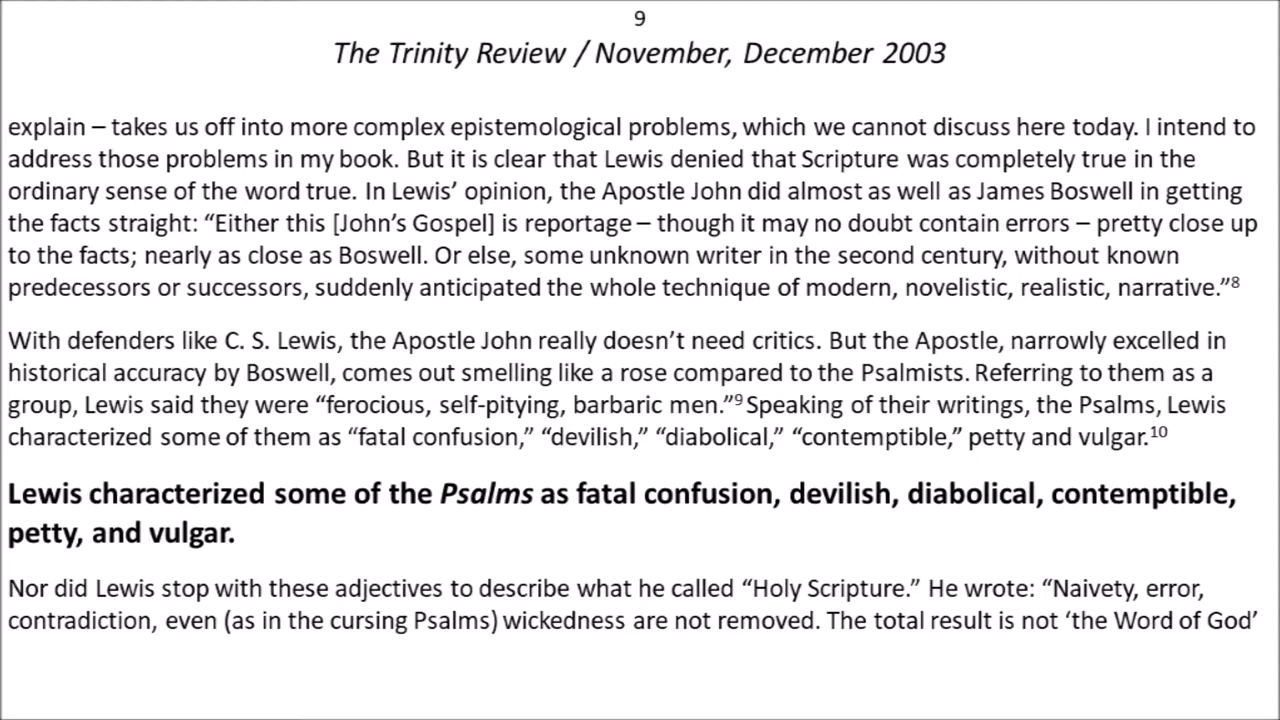 9
The Trinity Review / November, December 2003
explain – takes us off into more complex epistemological problems, which we cannot discuss here today. I intend to
address those problems in my book. But it is clear that Lewis denied that Scripture was completely true in the
ordinary sense of the word true. In Lewis’ opinion, the Apostle John did almost as well as James Boswell in getting
the facts straight: “Either this [John’s Gospel] is reportage – though it may no doubt contain errors – pretty close up
to the facts; nearly as close as Boswell. Or else, some unknown writer in the second century, without known
predecessors or successors, suddenly anticipated the whole technique of modern, novelistic, realistic, narrative.”⁸
With defenders like C. S. Lewis, the Apostle John really doesn’t need critics. But the Apostle, narrowly excelled in
historical accuracy by Boswell, comes out smelling like a rose compared to the Psalmists. Referring to them as a
group, Lewis said they were “ferocious, self-pitying, barbaric men.”⁹ Speaking of their writings, the Psalms, Lewis
characterized some of them as “fatal confusion,” “devilish,” “diabolical,” “contemptible,” petty and vulgar.¹⁰
Lewis characterized some of the Psalms as fatal confusion, devilish, diabolical, contemptible,
petty, and vulgar.
Nor did Lewis stop with these adjectives to describe what he called “Holy Scripture.” He wrote: “Naivety, error,
contradiction, even (as in the cursing Psalms) wickedness are not removed. The total result is not ‘the Word of God’